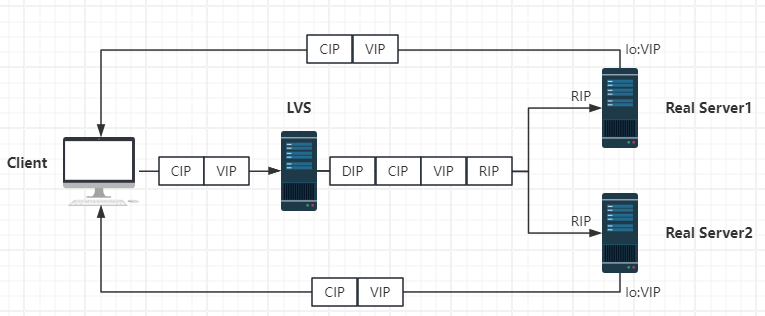 CIP VIP
lo:VIP
RIP
Real Server1
LVS
Client
CIP VIP
DIP CIP VIP RIP
RIP
Real Server2
CIP VIP
lo:VIP